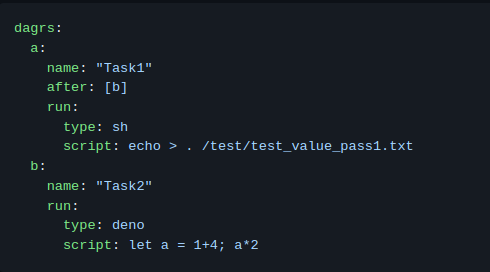 dagrs:
  a:
    name: "Task1"
    after: [b]
    run:
      type: sh
      script: echo > . /test/test_value_pass1.txt
  b:
    name: "Task2"
    run:
      type: deno
      script: let a = 1+4; a*2